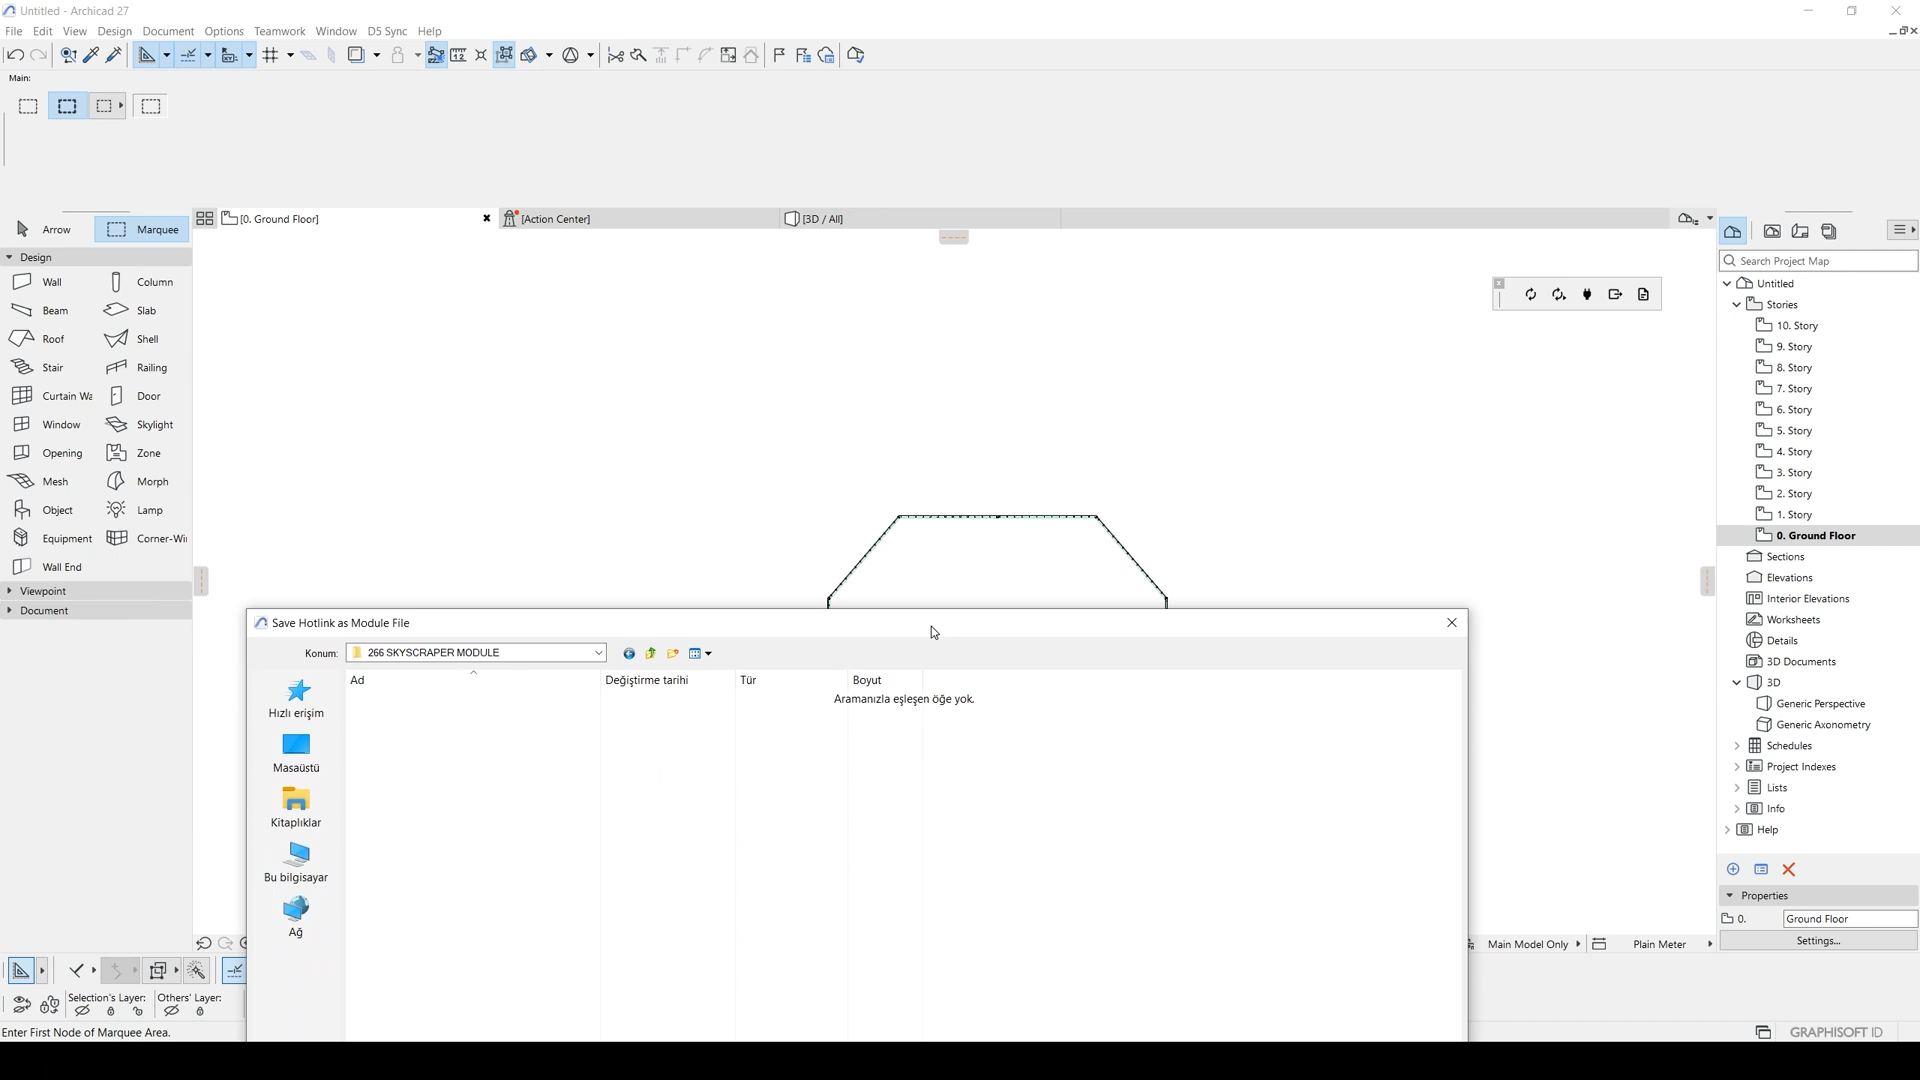 Untitled - Archicad 27
File Edit View Design Document Options Teamwork Window D5 Sync Help
Main:
[0. Ground Floor] [Action Center] [3D / All]
Arrow Marquee
Design
Wall Column
Beam Slab
Roof Shell
Stair Railing
Curtain Wa Door
Window Skylight
Opening Zone
Mesh Morph
Object Lamp
Equipment Corner-Wi
Wall End
Viewpoint
Document
Search Project Map
Untitled
Stories
10. Story
9. Story
8. Story
7. Story
6. Story
5. Story
4. Story
3. Story
2. Story
1. Story
0. Ground Floor
Sections
Elevations
Interior Elevations
Worksheets
Details
3D Documents
3D
Generic Perspective
Generic Axonometry
Schedules
Project Indexes
Lists
Info
Help
Properties
0. Ground Floor
Settings...
Save Hotlink as Module File
Konum: 266 SKYSCRAPER MODULE
Ad Değiştirme tarihi Tür Boyut
Aramanızla eşleşen öğe yok.
Hızlı erişim
Masaüstü
Kitaplıklar
Bu bilgisayar
Ağ
Main Model Only Plain Meter
Selection's Layer: Others' Layer:
Enter First Node of Marquee Area.
GRAPHISOFT ID